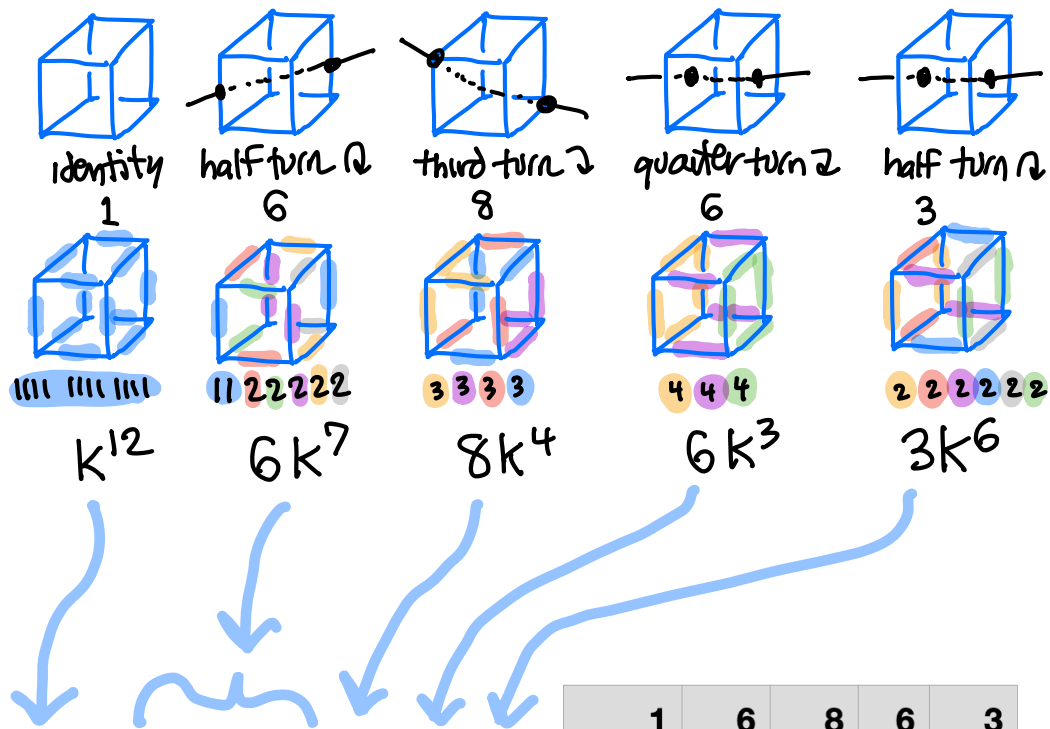 identity half turn third turn quarter turn half turn
1 6 8 6 3
1111 1111 1111 11 2 2 2 2 2 3 3 3 3 4 4 4 2 2 2 2 2 2
K¹² 6K⁷ 8K⁴ 6K³ 3K⁶
1 6 8 6 3